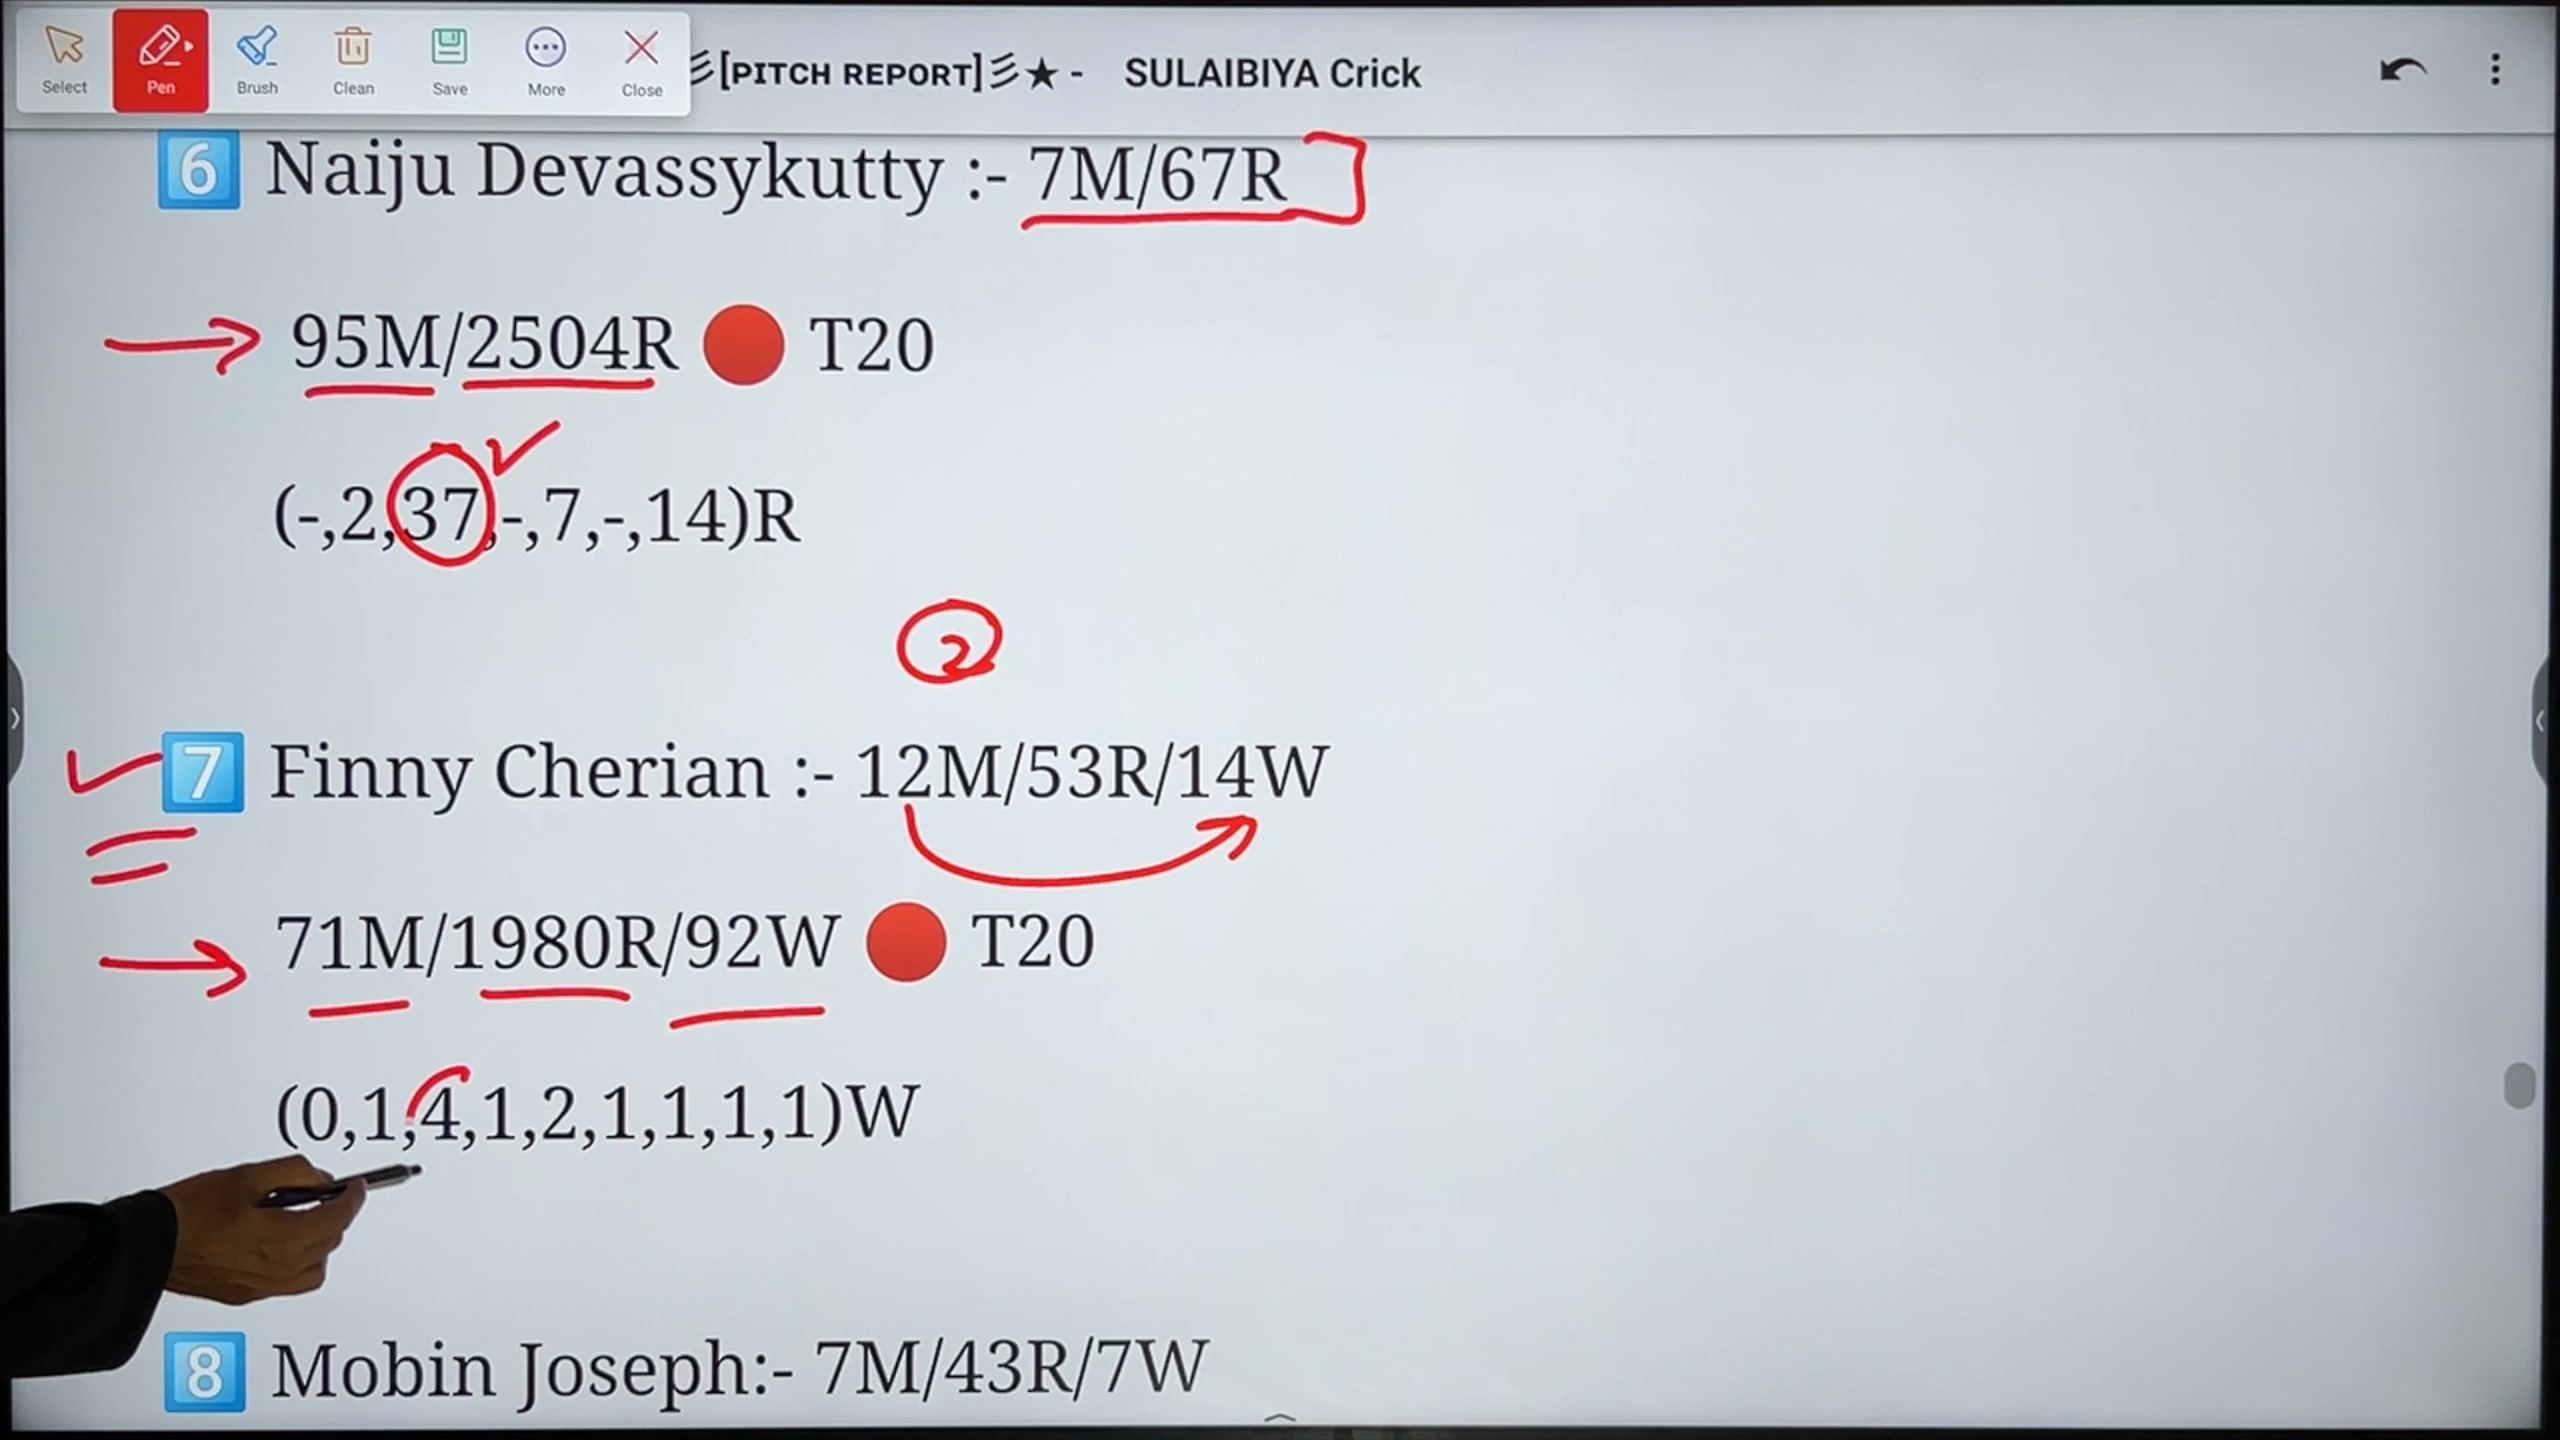 Select Pen Brush Clean Save More Close
彡[PITCH REPORT]彡★ - SULAIBIYA Crick
6 Naiju Devassykutty :- 7M/67R
95M/2504R 🔴 T20
(-,2,37,-,7,-,14)R
2
7 Finny Cherian :- 12M/53R/14W
71M/1980R/92W 🔴 T20
(0,1,4,1,2,1,1,1,1)W
8 Mobin Joseph:- 7M/43R/7W